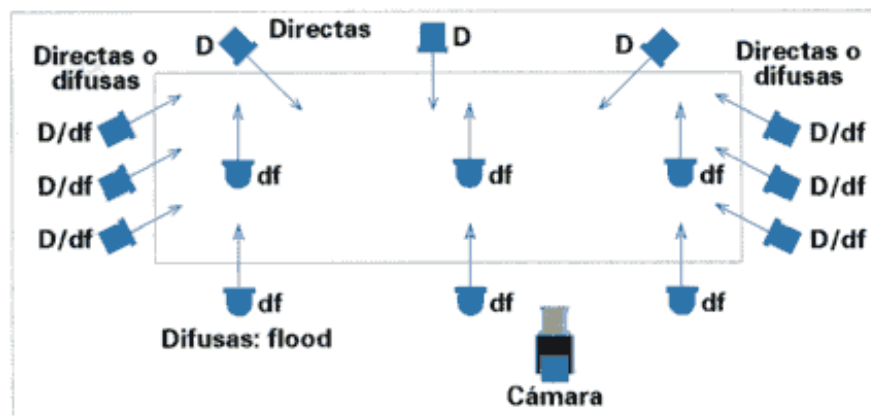 Directas
D
D
D
Directas o
difusas
Directas o
difusas
D/df
D/df
D/df
D/df
D/df
D/df
df
df
df
df
df
df
Difusas: flood
Cámara